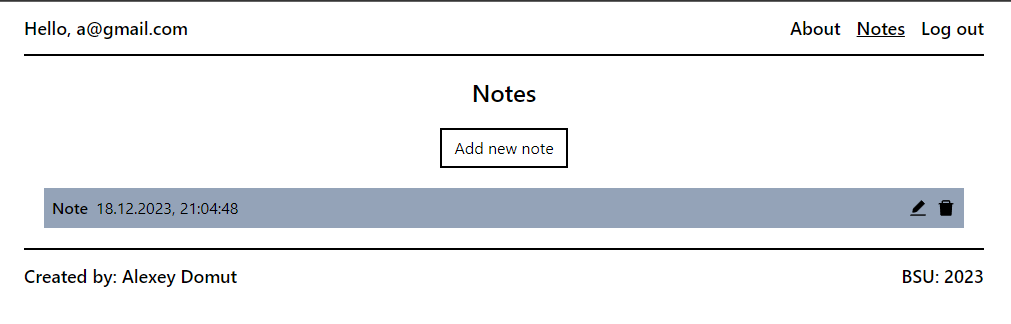 Hello, a@gmail.com About Notes Log out
Notes
Add new note
Note 18.12.2023, 21:04:48
Created by: Alexey Domut BSU: 2023